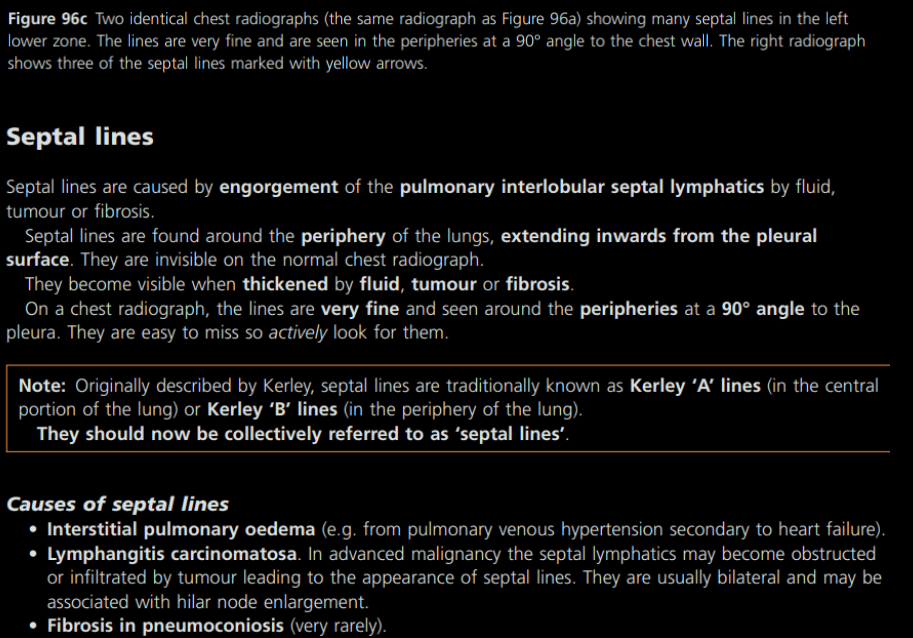 Figure 96c Two identical chest radiographs (the same radiograph as Figure 96a) showing many septal lines in the left
lower zone. The lines are very fine and are seen in the peripheries at a 90° angle to the chest wall. The right radiograph
shows three of the septal lines marked with yellow arrows.
Septal lines
Septal lines are caused by engorgement of the pulmonary interlobular septal lymphatics by fluid,
tumour or fibrosis.
Septal lines are found around the periphery of the lungs, extending inwards from the pleural
surface. They are invisible on the normal chest radiograph.
They become visible when thickened by fluid, tumour or fibrosis.
On a chest radiograph, the lines are very fine and seen around the peripheries at a 90° angle to the
pleura. They are easy to miss so actively look for them.
Note: Originally described by Kerley, septal lines are traditionally known as Kerley ‘A’ lines (in the central
portion of the lung) or Kerley ‘B’ lines (in the periphery of the lung).
They should now be collectively referred to as ‘septal lines’.
Causes of septal lines
• Interstitial pulmonary oedema (e.g. from pulmonary venous hypertension secondary to heart failure).
• Lymphangitis carcinomatosa. In advanced malignancy the septal lymphatics may become obstructed
or infiltrated by tumour leading to the appearance of septal lines. They are usually bilateral and may be
associated with hilar node enlargement.
• Fibrosis in pneumoconiosis (very rarely).